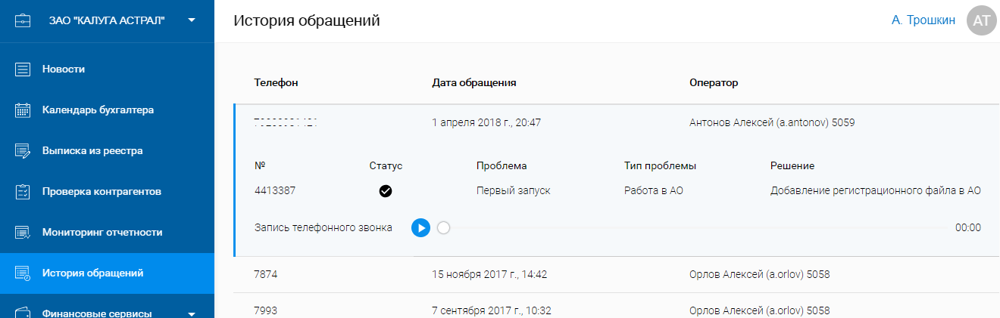 ЗАО "КАЛУГА АСТРАЛ"
История обращений
А. Трошкин
АТ
Новости
Календарь бухгалтера
Выписка из реестра
Проверка контрагентов
Мониторинг отчетности
История обращений
Финансовые сервисы
Телефон Дата обращения Оператор
1 апреля 2018 г., 20:47 Антонов Алексей (a.antonov) 5059
№ Статус Проблема Тип проблемы Решение
4413387 Первый запуск Работа в АО Добавление регистрационного файла в АО
Запись телефонного звонка 00:00
7874 15 ноября 2017 г., 14:42 Орлов Алексей (a.orlov) 5058
7993 7 сентября 2017 г., 10:32 Орлов Алексей (a.orlov) 5058